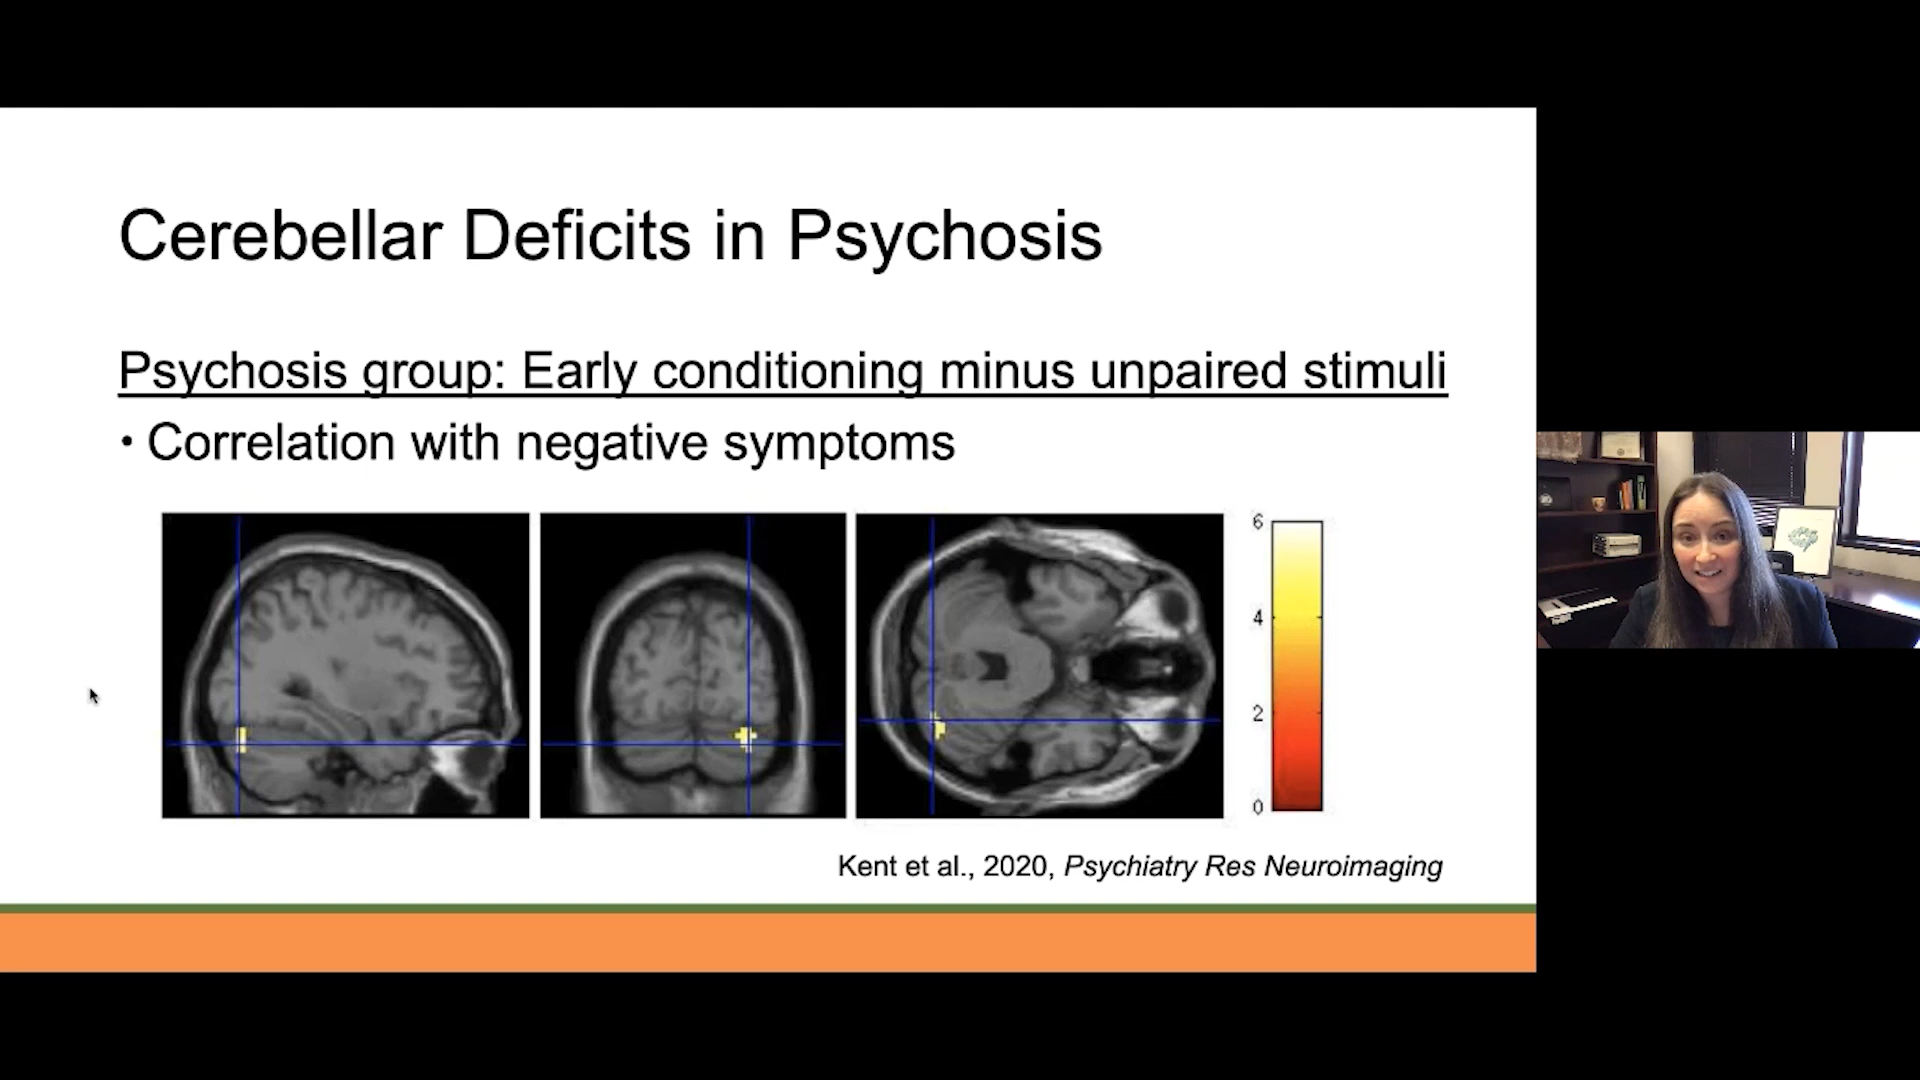 Cerebellar Deficits in Psychosis
Psychosis group: Early conditioning minus unpaired stimuli
• Correlation with negative symptoms
6
4
2
0
Kent et al., 2020, Psychiatry Res Neuroimaging